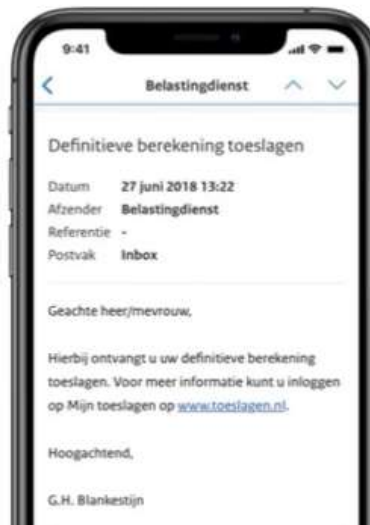 9:41
Belastingdienst
Definitieve berekening toeslagen
Datum 27 juni 2018 13:22
Afzender Belastingdienst
Referentie -
Postvak Inbox
Geachte heer/mevrouw,
Hierbij ontvangt u uw definitieve berekening
toeslagen. Voor meer informatie kunt u inloggen
op Mijn toeslagen op www.toeslagen.nl.
Hoogachtend,
G.H. Blankestijn